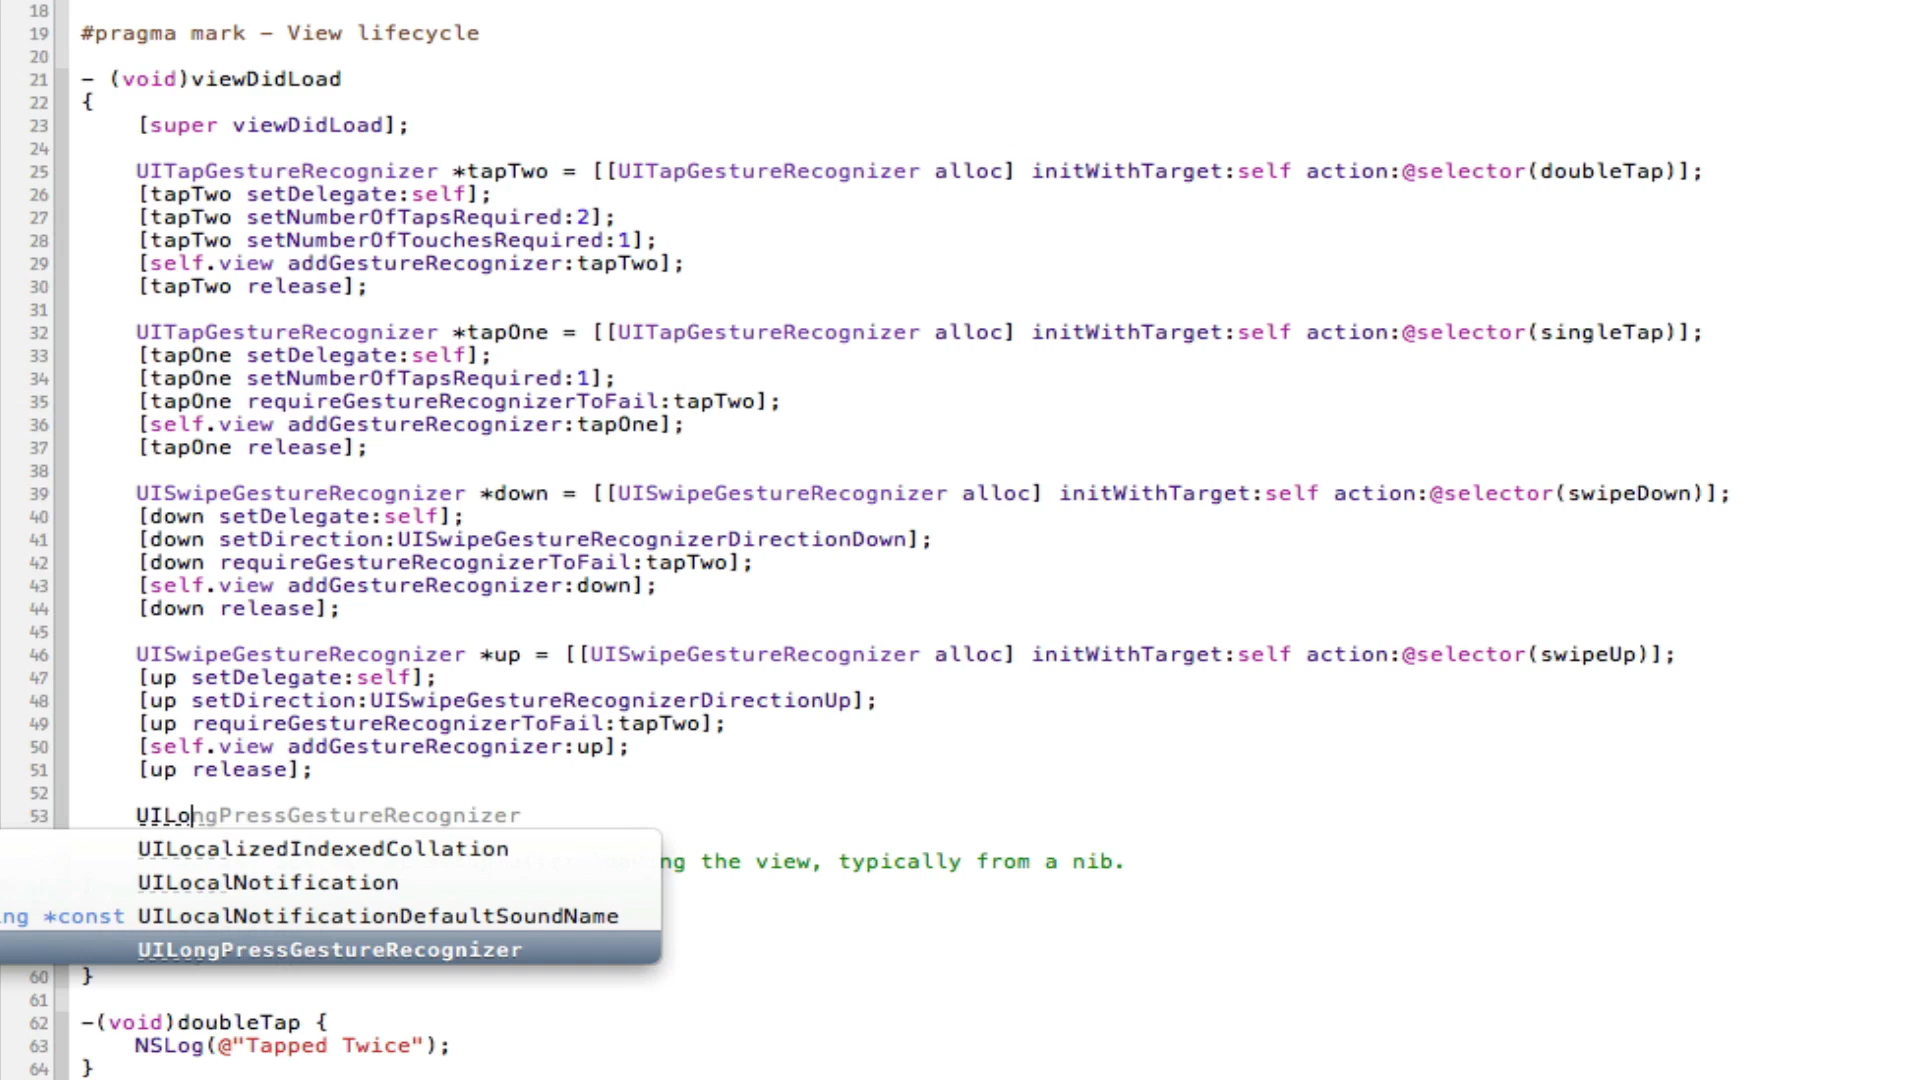 18
19 #pragma mark - View lifecycle
20
21 - (void)viewDidLoad
22 {
23 [super viewDidLoad];
24
25 UITapGestureRecognizer *tapTwo = [[UITapGestureRecognizer alloc] initWithTarget:self action:@selector(doubleTap)];
26 [tapTwo setDelegate:self];
27 [tapTwo setNumberOfTapsRequired:2];
28 [tapTwo setNumberOfTouchesRequired:1];
29 [self.view addGestureRecognizer:tapTwo];
30 [tapTwo release];
31
32 UITapGestureRecognizer *tapOne = [[UITapGestureRecognizer alloc] initWithTarget:self action:@selector(singleTap)];
33 [tapOne setDelegate:self];
34 [tapOne setNumberOfTapsRequired:1];
35 [tapOne requireGestureRecognizerToFail:tapTwo];
36 [self.view addGestureRecognizer:tapOne];
37 [tapOne release];
38
39 UISwipeGestureRecognizer *down = [[UISwipeGestureRecognizer alloc] initWithTarget:self action:@selector(swipeDown)];
40 [down setDelegate:self];
41 [down setDirection:UISwipeGestureRecognizerDirectionDown];
42 [down requireGestureRecognizerToFail:tapTwo];
43 [self.view addGestureRecognizer:down];
44 [down release];
45
46 UISwipeGestureRecognizer *up = [[UISwipeGestureRecognizer alloc] initWithTarget:self action:@selector(swipeUp)];
47 [up setDelegate:self];
48 [up setDirection:UISwipeGestureRecognizerDirectionUp];
49 [up requireGestureRecognizerToFail:tapTwo];
50 [self.view addGestureRecognizer:up];
51 [up release];
52
53 UILongPressGestureRecognizer
UILocalizedIndexedCollation
ng the view, typically from a nib.
UILocalNotification
ing *const UILocalNotificationDefaultSoundName
UILongPressGestureRecognizer
60 }
61
62 -(void)doubleTap {
63 NSLog(@"Tapped Twice");
64 }